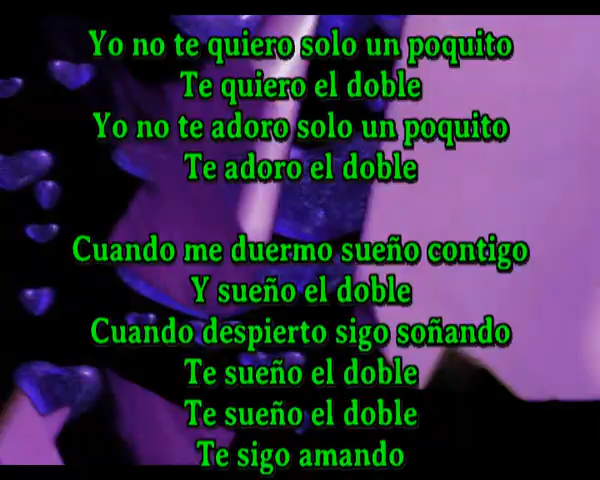 Yo no te quiero solo un poquito
Te quiero el doble
Yo no te adoro solo un poquito
Te adoro el doble
Cuando me duermo sueño contigo
Y sueño el doble
Cuando despierto sigo soñando
Te sueño el doble
Te sueño el doble
Te sigo amando